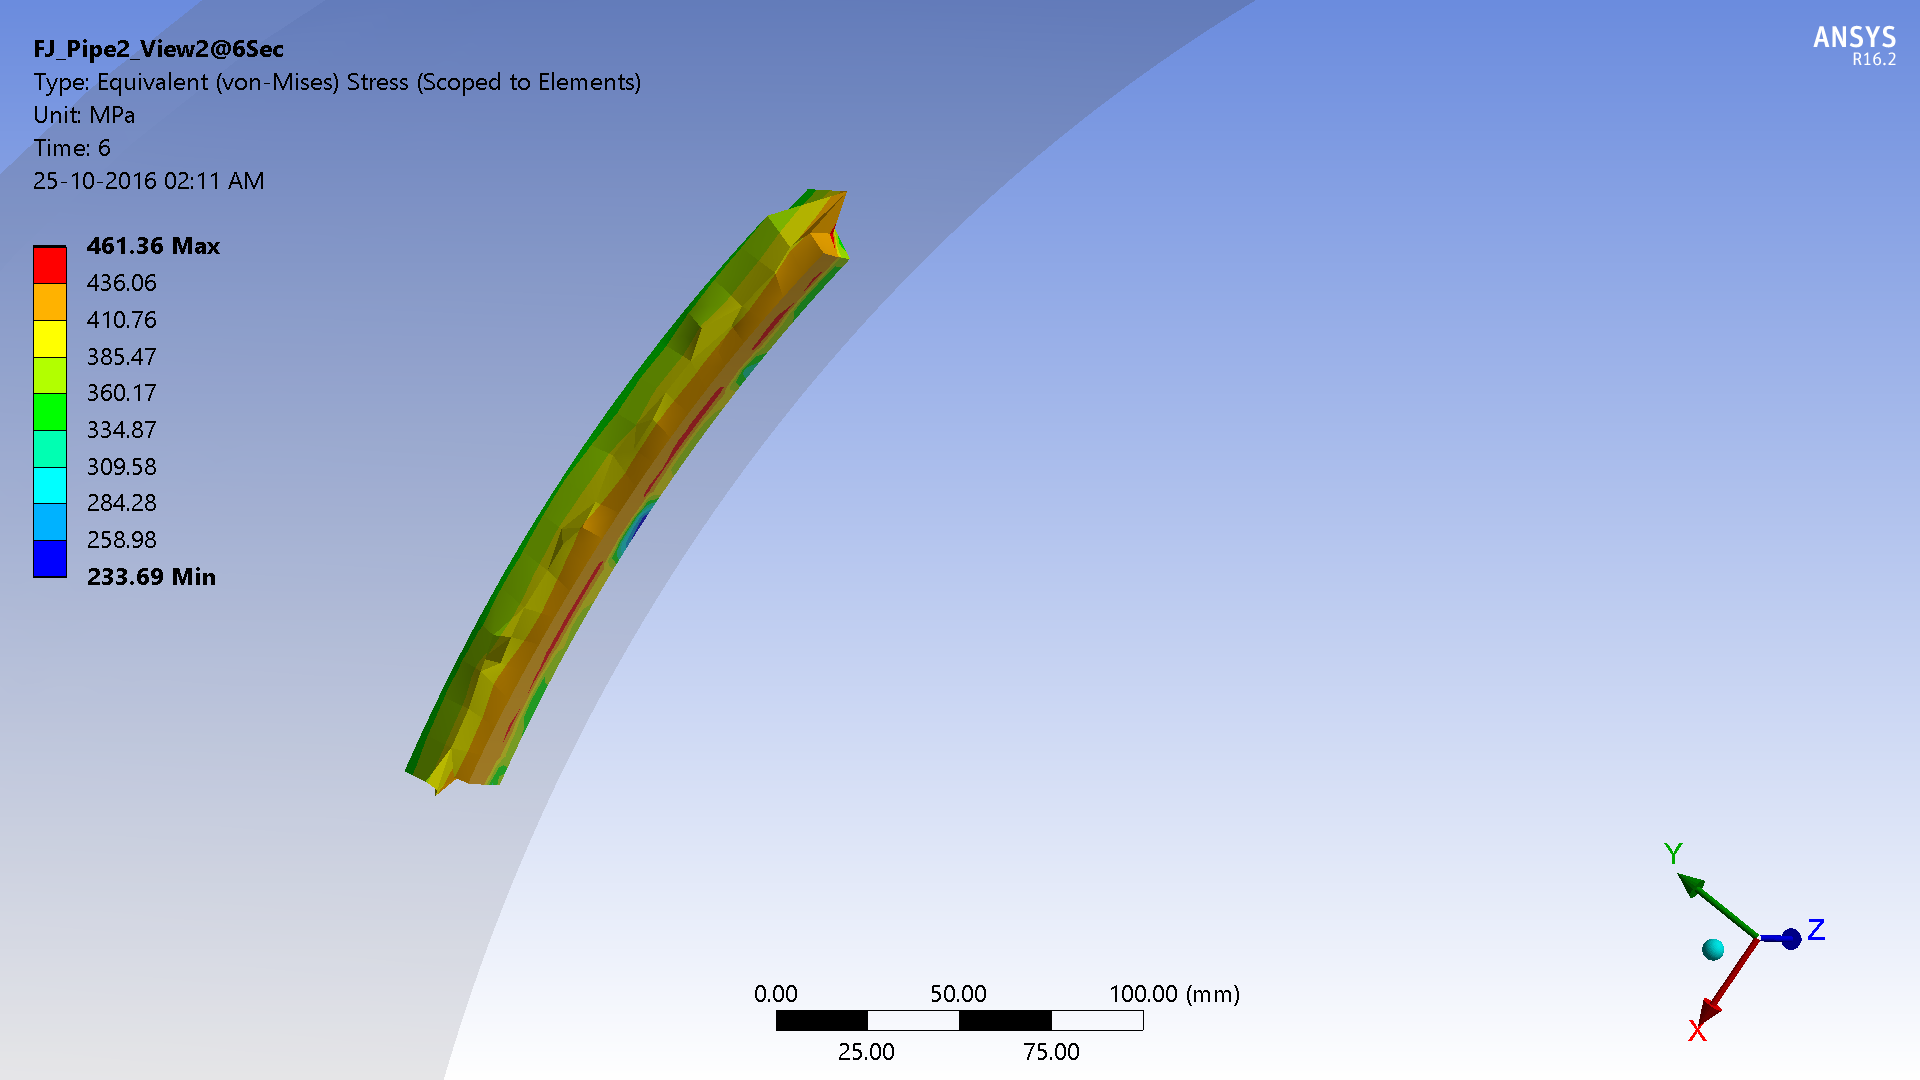 FJ_Pipe2_View2@6Sec
Type: Equivalent (von-Mises) Stress (Scoped to Elements)
Unit: MPa
Time: 6
25-10-2016 02:11 AM
ANSYS
R16.2
461.36 Max
436.06
410.76
385.47
360.17
334.87
309.58
284.28
258.98
233.69 Min
Y
Z
X
0.00 50.00 100.00 (mm)
25.00 75.00